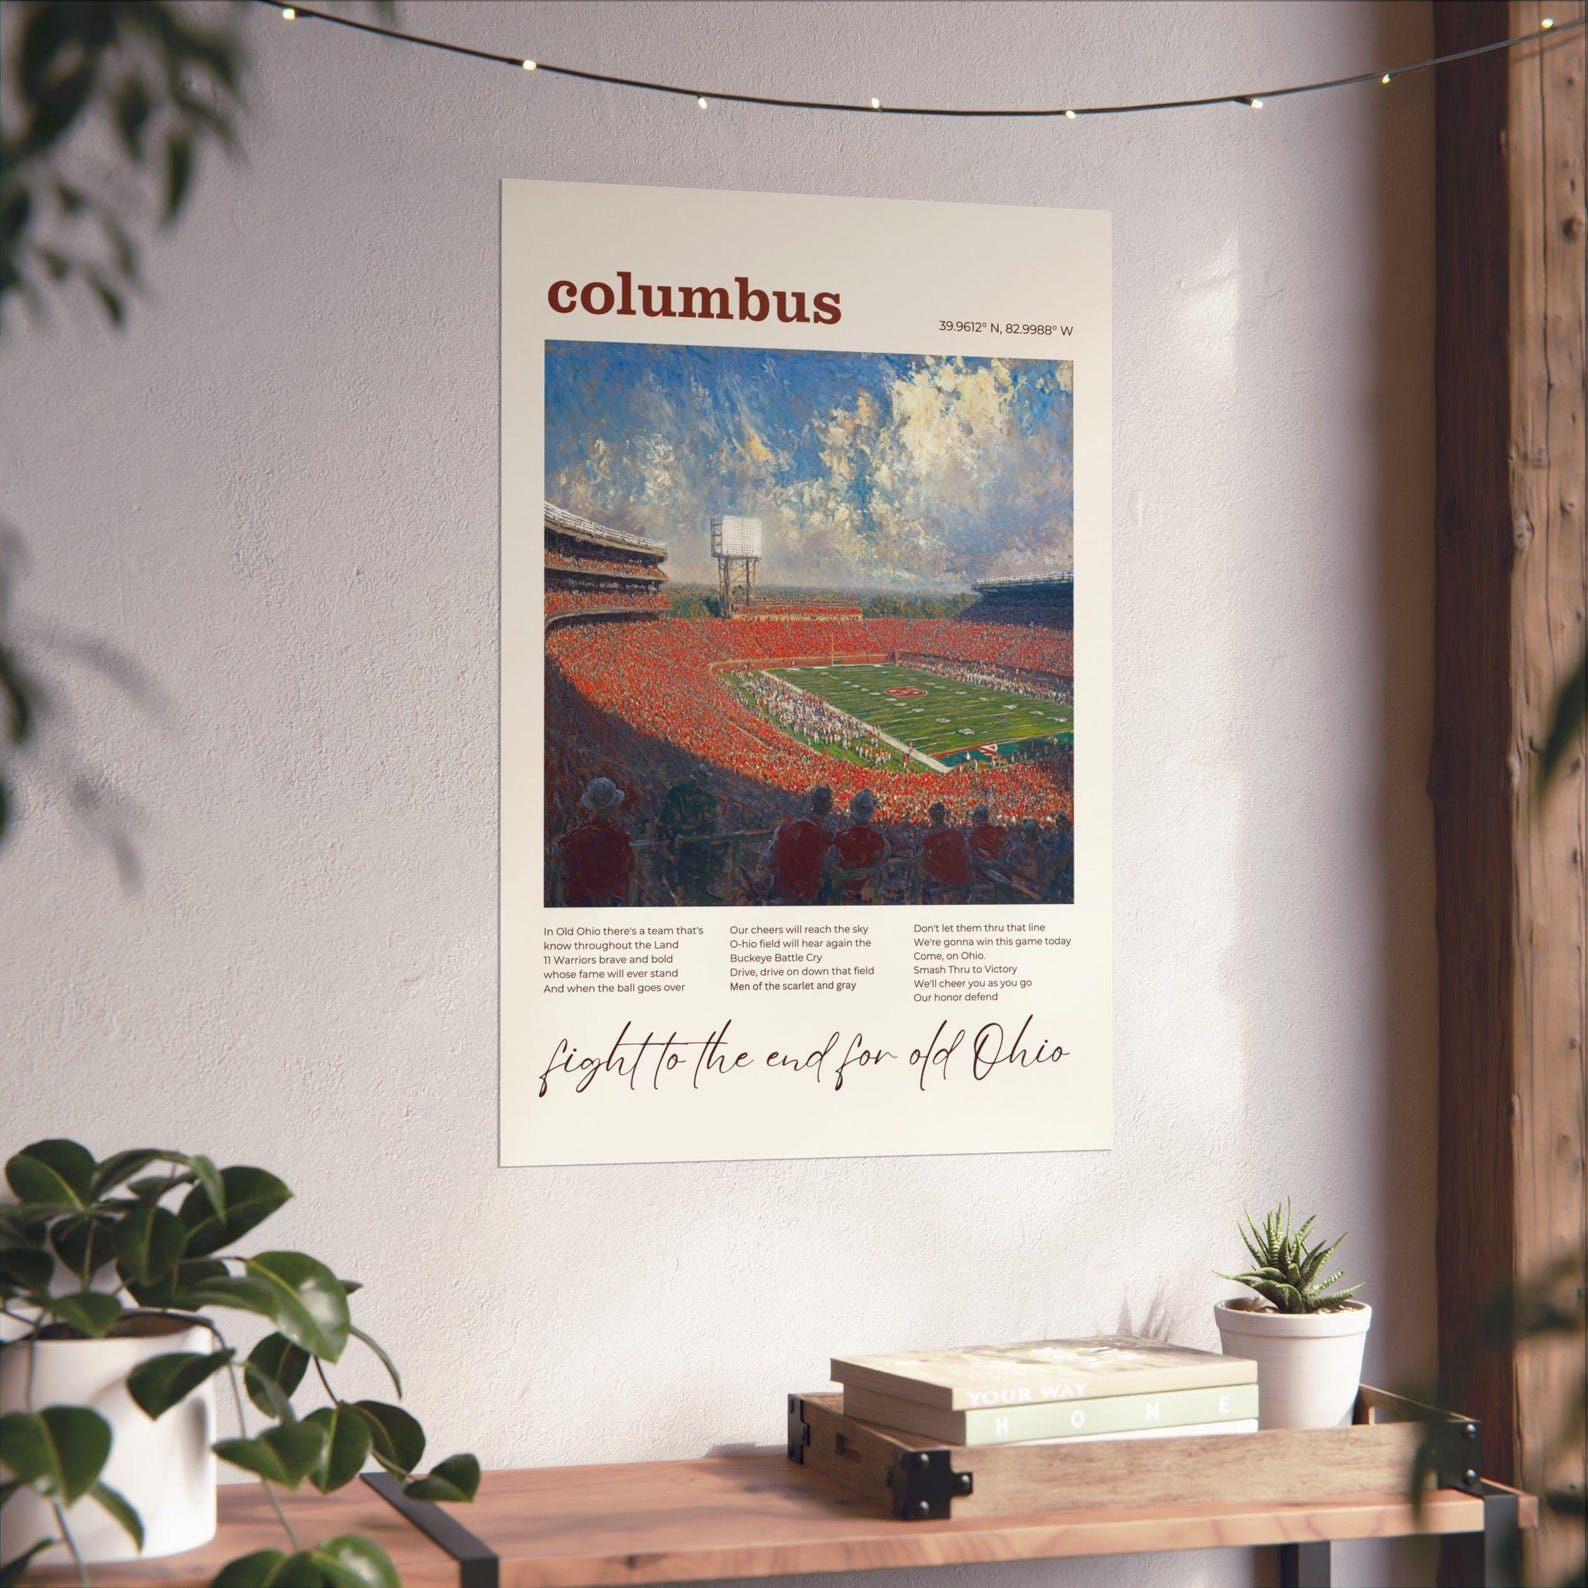 columbus
39.9612° N, 82.9988° W
In Old Ohio there's a team that's
know throughout the Land
11 Warriors brave and bold
whose fame will ever stand
And when the ball goes over
Our cheers will reach the sky
O-hio field will hear again the
Buckeye Battle Cry
Drive, drive on down that field
Men of the scarlet and gray
Don't let them thru that line
We're gonna win this game today
Come, on Ohio.
Smash Thru to Victory
We'll cheer you as you go
Our honor defend
fight to the end for old Ohio
YOUR WAY
HOME